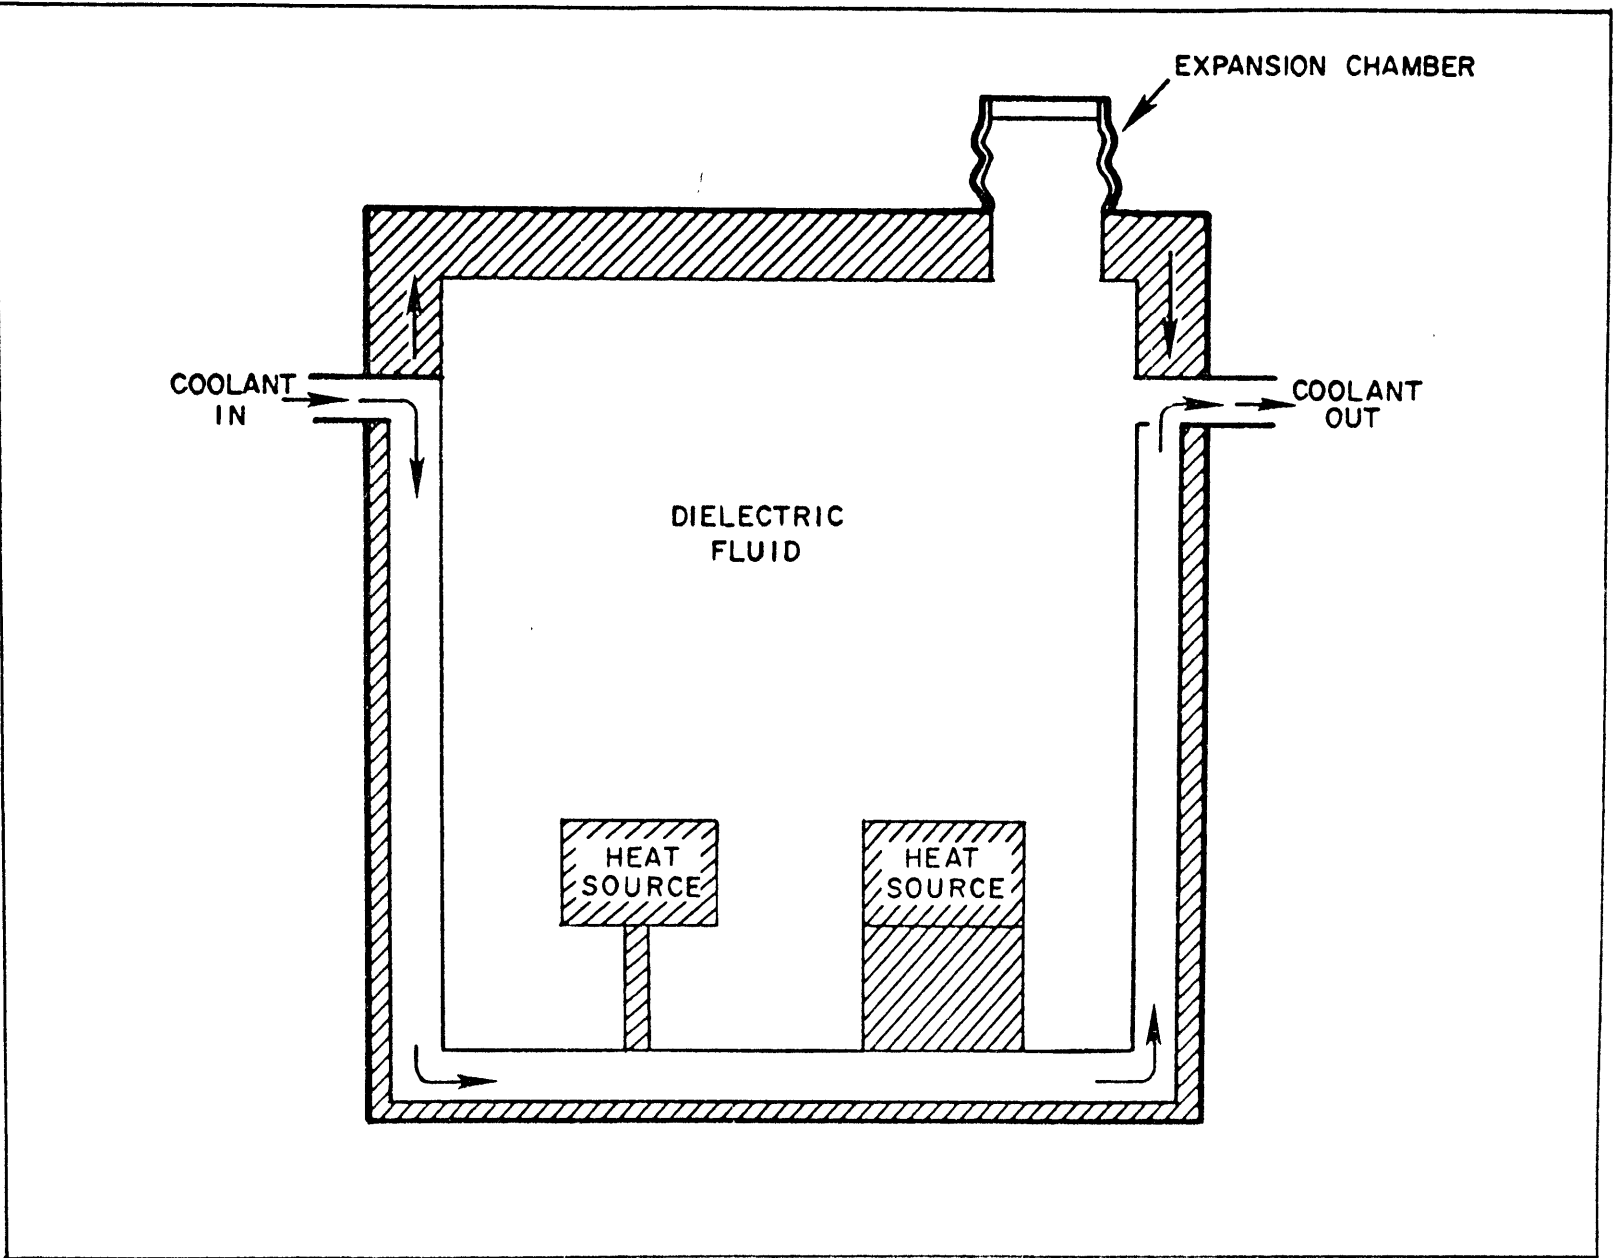 EXPANSION CHAMBER
COOLANT
IN
COOLANT
OUT
DIELECTRIC
FLUID
HEAT
SOURCE
HEAT
SOURCE